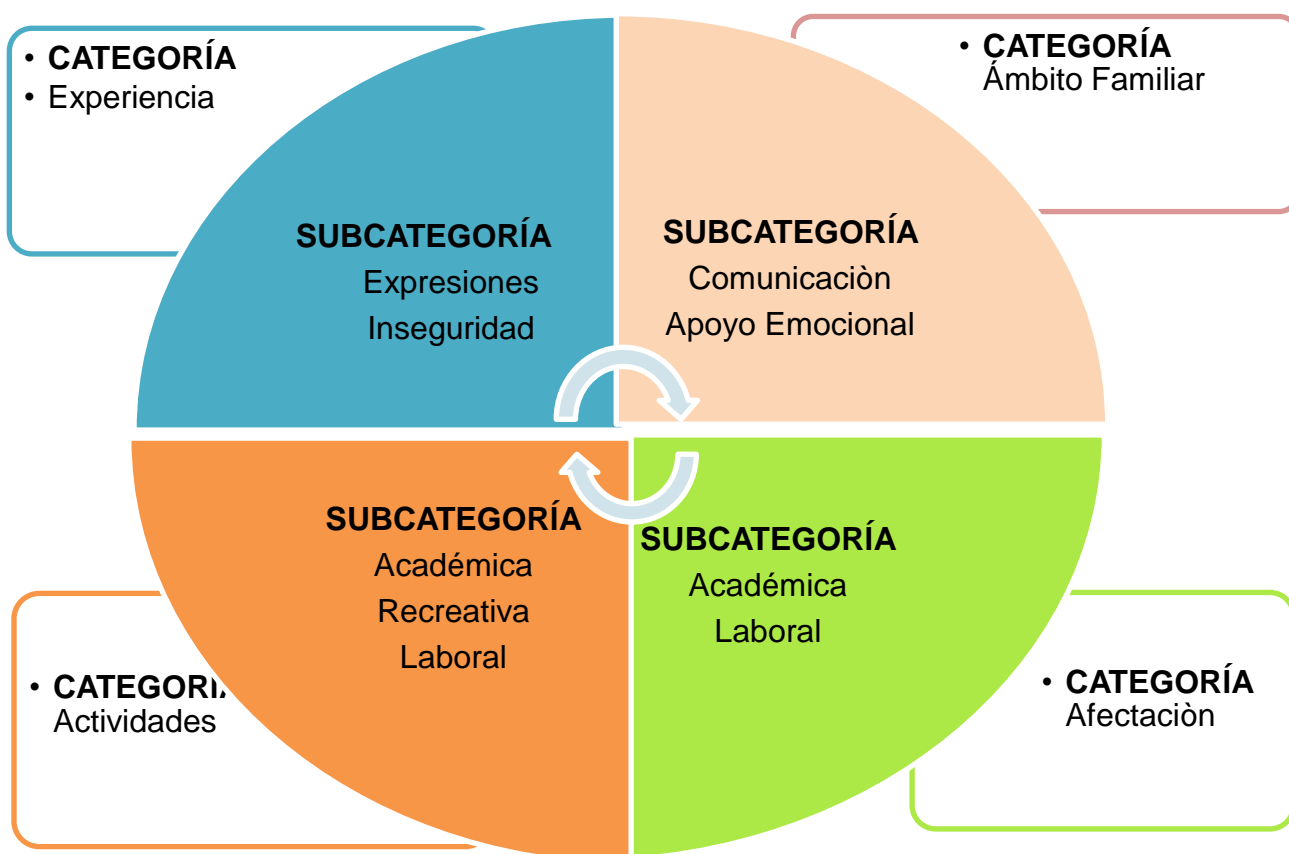 • CATEGORÍA
• Experiencia
• CATEGORÍA
Ámbito Familiar
SUBCATEGORÍA
Expresiones
Inseguridad
SUBCATEGORÍA
Comunicaciòn
Apoyo Emocional
SUBCATEGORÍA
Académica
Recreativa
Laboral
SUBCATEGORÍA
Académica
Laboral
• CATEGORÍA
Actividades
• CATEGORÍA
Afectaciòn